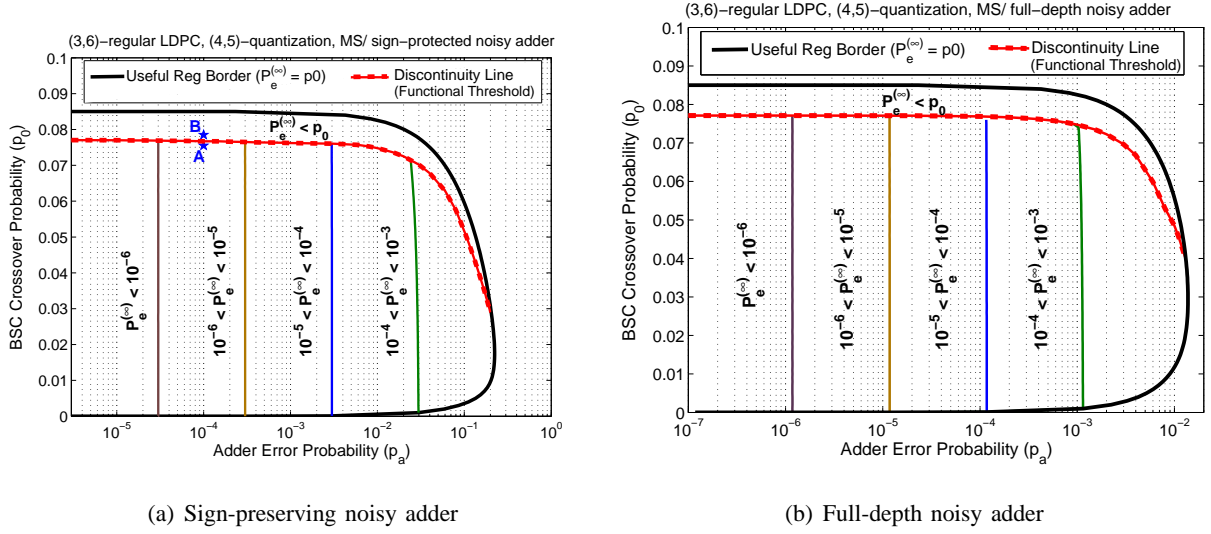 (3,6)−regular LDPC, (4,5)−quantization, MS/ sign−protected noisy adder
Useful Reg Border (P_e^(∞) = p0)
Discontinuity Line
(Functional Threshold)
BSC Crossover Probability (p_0)
0.1
0.09
0.08
0.07
0.06
0.05
0.04
0.03
0.02
0.01
0
P_e^(∞) < p_0
B
A
P_e^(∞) < 10^−6
10^−6 < P_e^(∞) < 10^−5
10^−5 < P_e^(∞) < 10^−4
10^−4 < P_e^(∞) < 10^−3
10^−5 10^−4 10^−3 10^−2 10^−1 10^0
Adder Error Probability (p_a)
(a) Sign-preserving noisy adder
(3,6)−regular LDPC, (4,5)−quantization, MS/ full−depth noisy adder
Useful Reg Border (P_e^(∞) = p0)
Discontinuity Line
(Functional Threshold)
BSC Crossover Probability (p_0)
0.1
0.09
0.08
0.07
0.06
0.05
0.04
0.03
0.02
0.01
0
P_e^(∞) < p_0
P_e^(∞) < 10^−6
10^−6 < P_e^(∞) < 10^−5
10^−5 < P_e^(∞) < 10^−4
10^−4 < P_e^(∞) < 10^−3
10^−7 10^−6 10^−5 10^−4 10^−3 10^−2
Adder Error Probability (p_a)
(b) Full-depth noisy adder